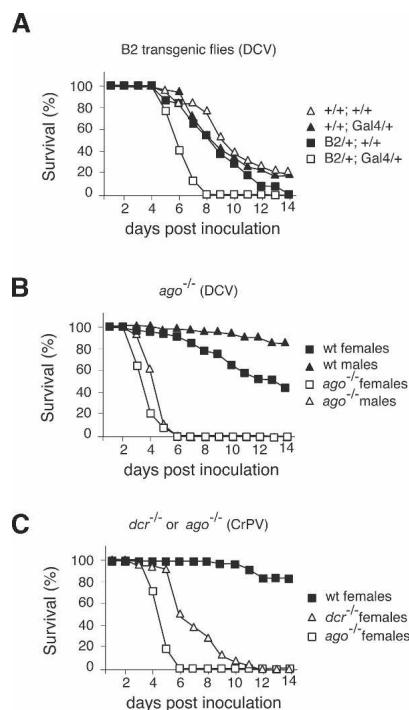 A
B2 transgenic flies (DCV)
Survival (%)
100
80
60
40
20
0
2 4 6 8 10 12 14
days post inoculation
+/+; +/+
+/+; Gal4/+
B2/+; +/+
B2/+; Gal4/+
B
ago-/- (DCV)
Survival (%)
100
80
60
40
20
0
2 4 6 8 10 12 14
days post inoculation
wt females
wt males
ago-/-females
ago-/-males
C
dcr-/- or ago-/- (CrPV)
Survival (%)
100
80
60
40
20
0
2 4 6 8 10 12 14
days post inoculation
wt females
dcr-/-females
ago-/-females